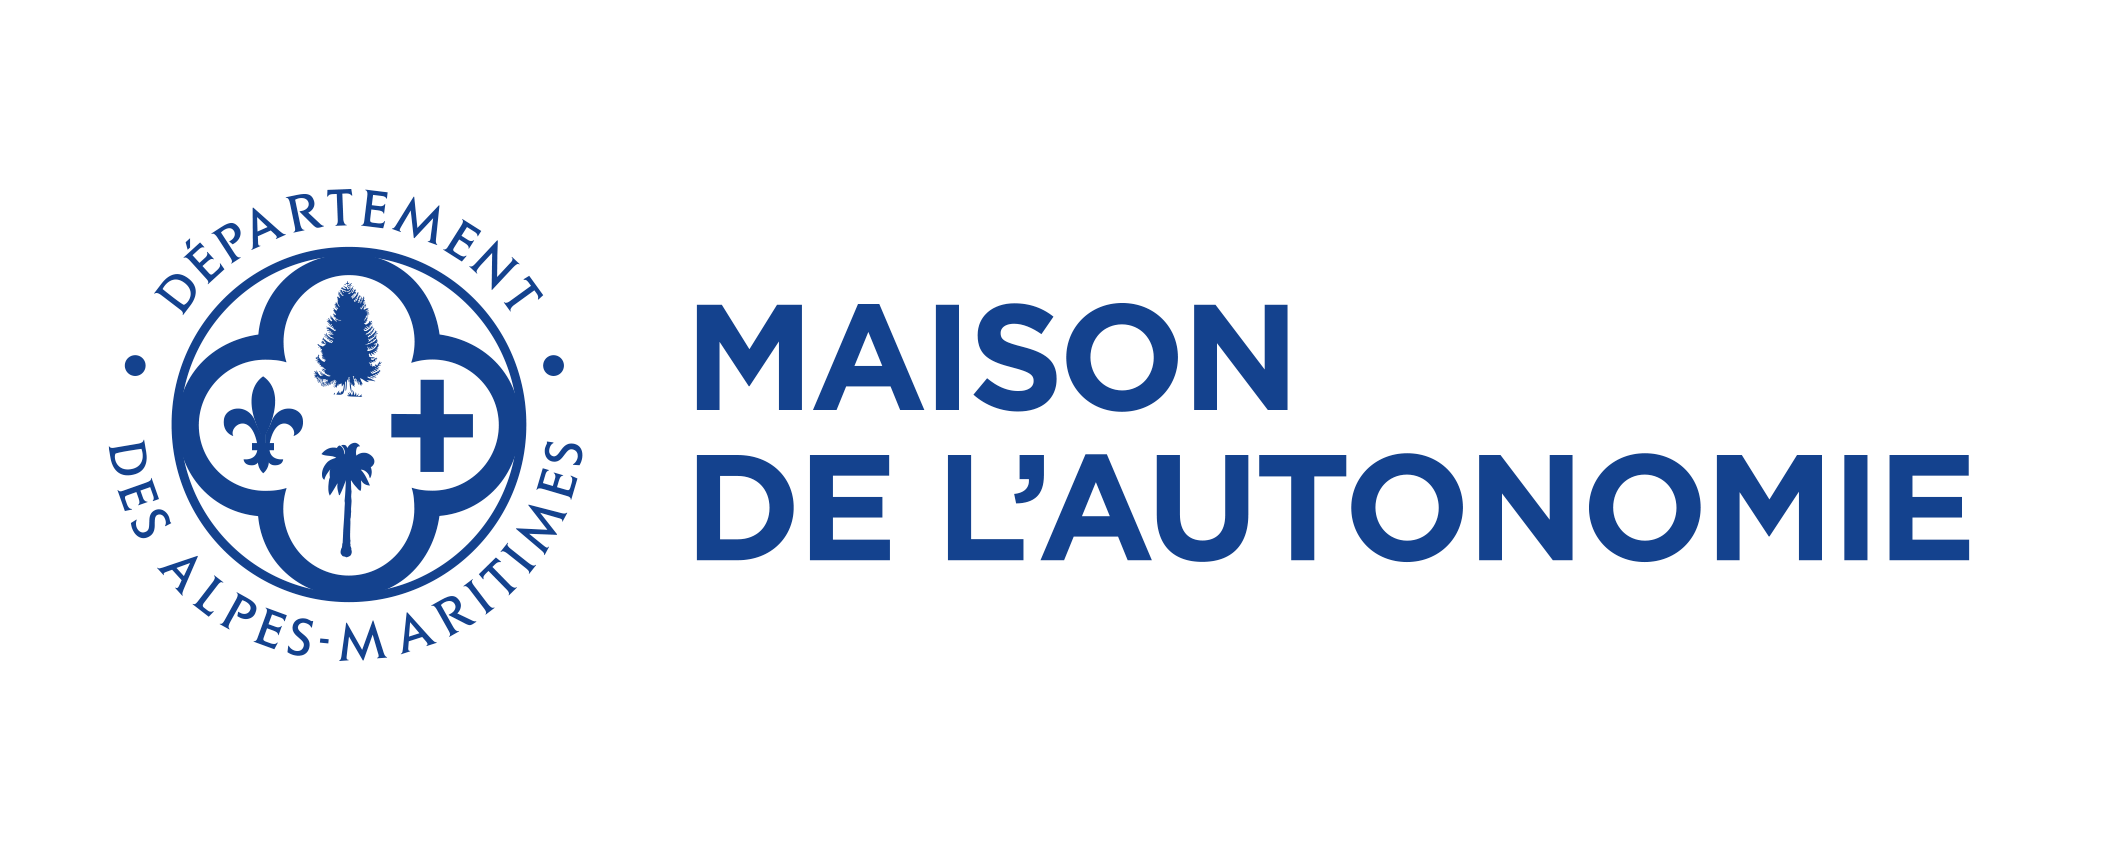 DÉPARTEMENT
DES ALPES-MARITIMES
MAISON
DE L’AUTONOMIE